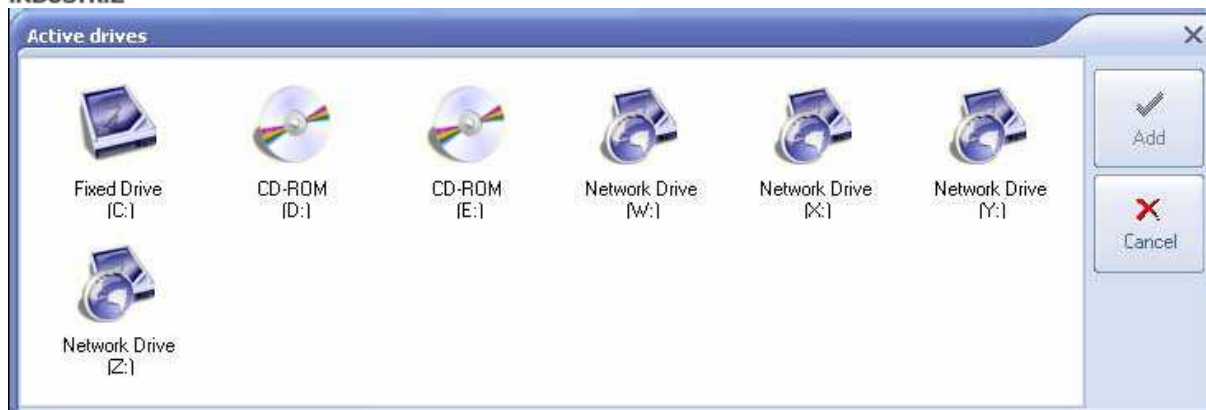 INDUSTRIE
Active drives
Fixed Drive
(C:)
CD-ROM
(D:)
CD-ROM
(E:)
Network Drive
(W:)
Network Drive
(X:)
Network Drive
(Y:)
Network Drive
(Z:)
Add
Cancel